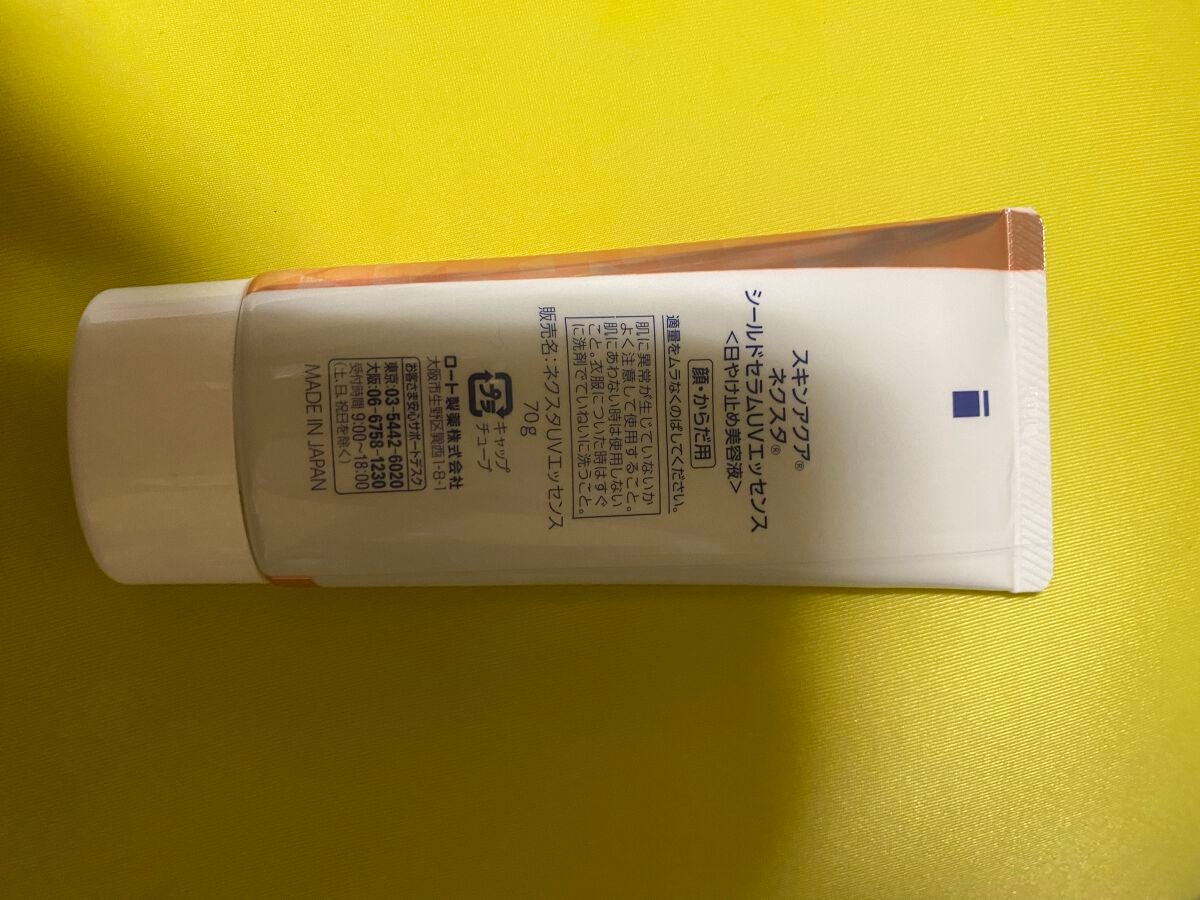 スキンアクア®
ネクスタ®
シールドセラムUVエッセンス
<日やけ止め美容液>
顔・からだ用
適量をムラなくのばしてください。
肌に異常が生じていないか
よく注意して使用すること。
肌にあわない時は使用しない
こと。衣服についた時はすぐ
に洗剤でていねいに洗うこと。
販売名:ネクスタUVエッセンス
70g
プラ
キャップ
チューブ
ロート製薬株式会社
大阪市生野区巽西1-8-1
お客さま安心サポートデスク
東京:03-5442-6020
大阪:06-6758-1230
受付時間 9:00~18:00
(土、日、祝日を除く)
MADE IN JAPAN